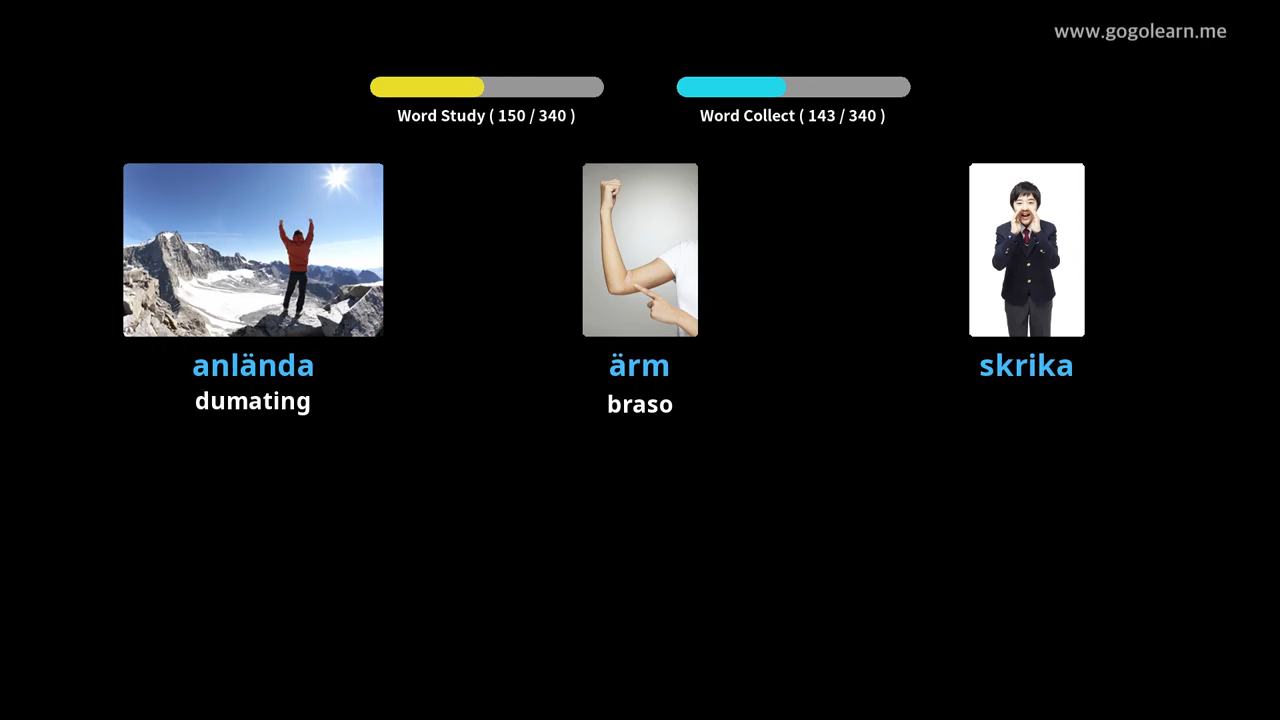 www.gogolearn.me
Word Study ( 150 / 340 )
Word Collect ( 143 / 340 )
anlända
ärm
skrika
dumating
braso